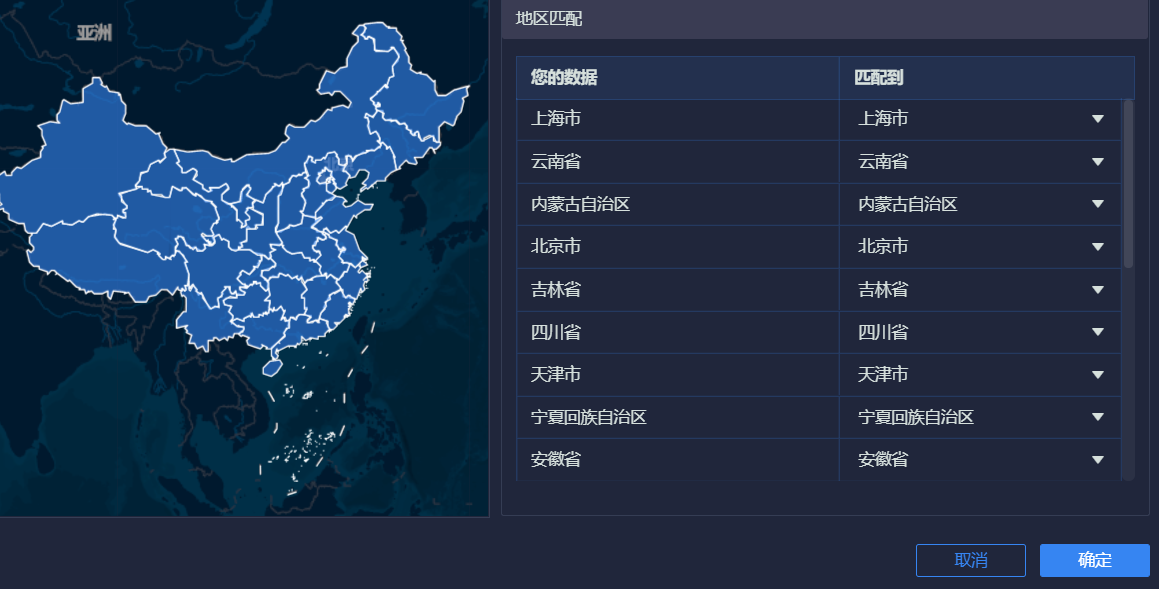 亚洲
地区匹配
您的数据 匹配到
上海市 上海市
云南省 云南省
内蒙古自治区 内蒙古自治区
北京市 北京市
吉林省 吉林省
四川省 四川省
天津市 天津市
宁夏回族自治区 宁夏回族自治区
安徽省 安徽省
取消 确定